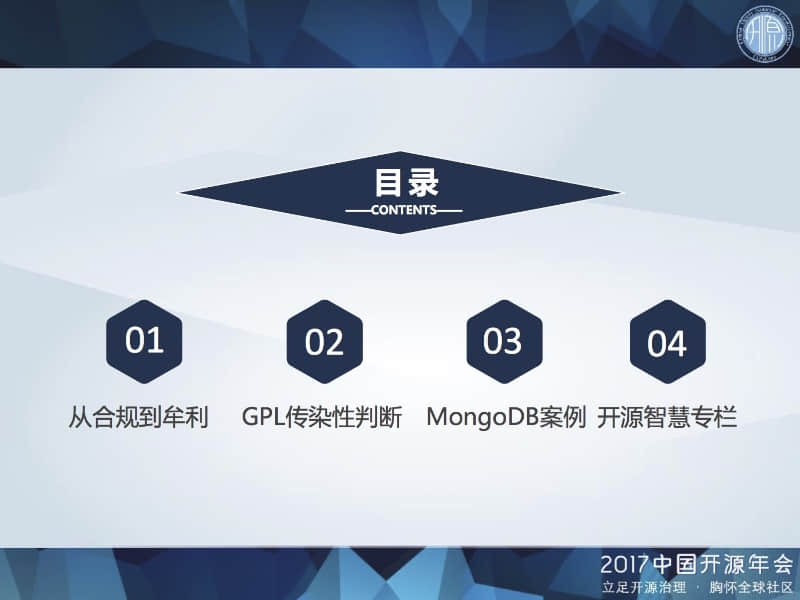 目录
CONTENTS
01
02
03
04
从合规到牟利
GPL传染性判断
MongoDB案例
开源智慧专栏
2017中国开源年会
立足开源治理 · 胸怀全球社区